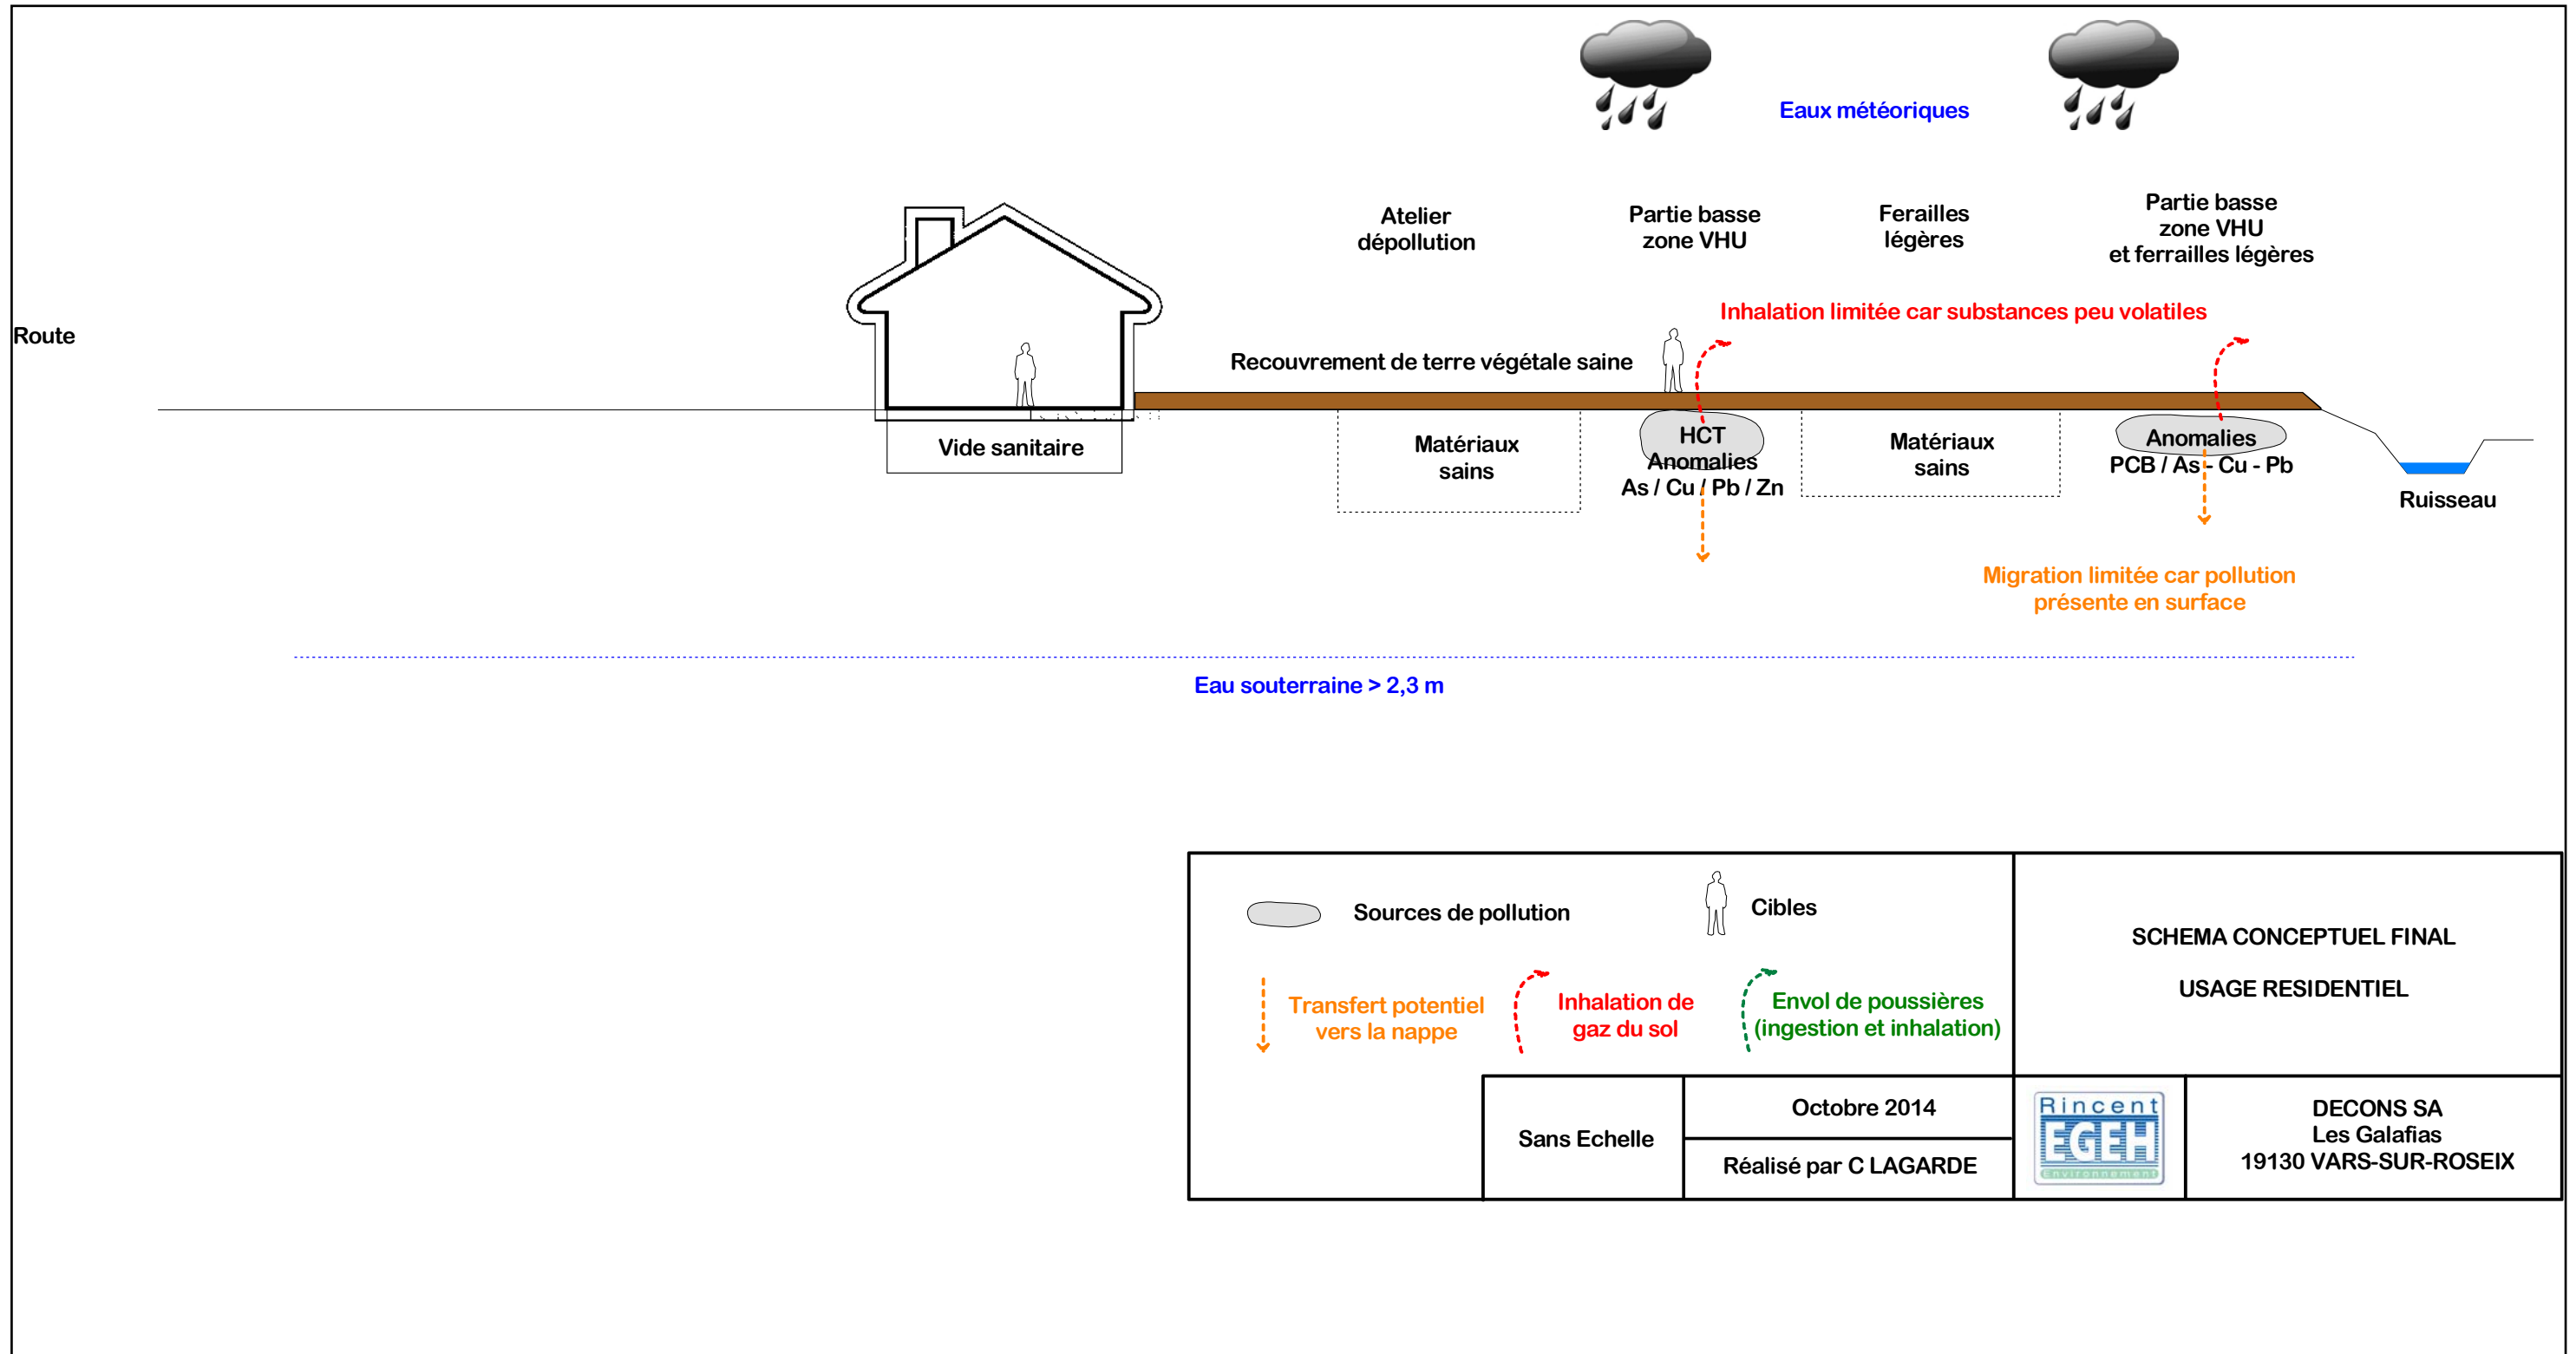 Eaux météoriques
Atelier
dépollution
Partie basse
zone VHU
Ferailles
légères
Partie basse
zone VHU
et ferrailles légères
Inhalation limitée car substances peu volatiles
Route
Recouvrement de terre végétale saine
Vide sanitaire
Matériaux
sains
HCT
Anomalies
As / Cu / Pb / Zn
Matériaux
sains
Anomalies
PCB / As - Cu - Pb
Ruisseau
Migration limitée car pollution
présente en surface
Eau souterraine > 2,3 m
Sources de pollution
Cibles
Transfert potentiel
vers la nappe
Inhalation de
gaz du sol
Envol de poussières
(ingestion et inhalation)
SCHEMA CONCEPTUEL FINAL
USAGE RESIDENTIEL
Sans Echelle
Octobre 2014
Réalisé par C LAGARDE
Rincent
EGEH
Environnement
DECONS SA
Les Galafias
19130 VARS-SUR-ROSEIX